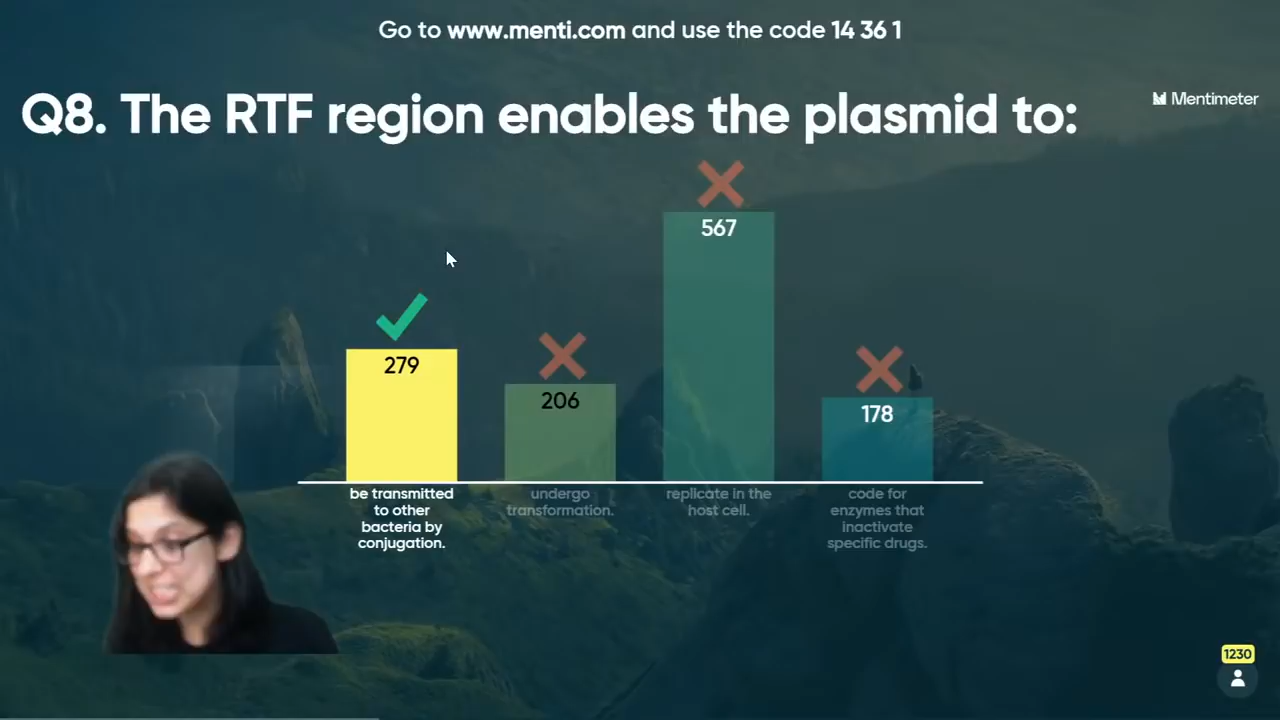 Go to www.menti.com and use the code 14 36 1
Q8. The RTF region enables the plasmid to:
Mentimeter
567
279
206
178
be transmitted
to other
bacteria by
conjugation.
undergo
transformation.
replicate in the
host cell.
code for
enzymes that
inactivate
specific drugs.
1230